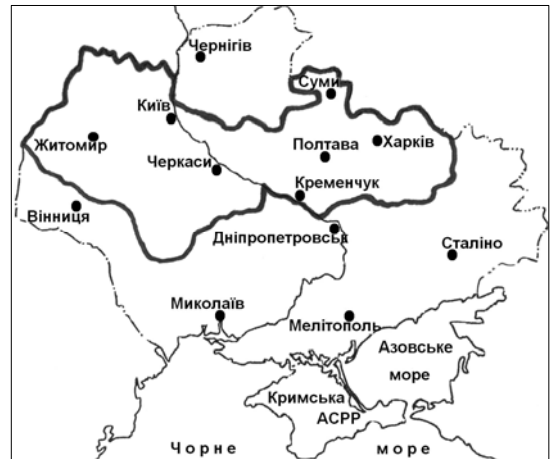 Чернігів
Суми
Київ
Житомир
Полтава
Харків
Черкаси
Кременчук
Вінниця
Дніпропетровськ
Сталіно
Миколаїв
Мелітополь
Азовське
море
Кримська
АСРР
Чорне море